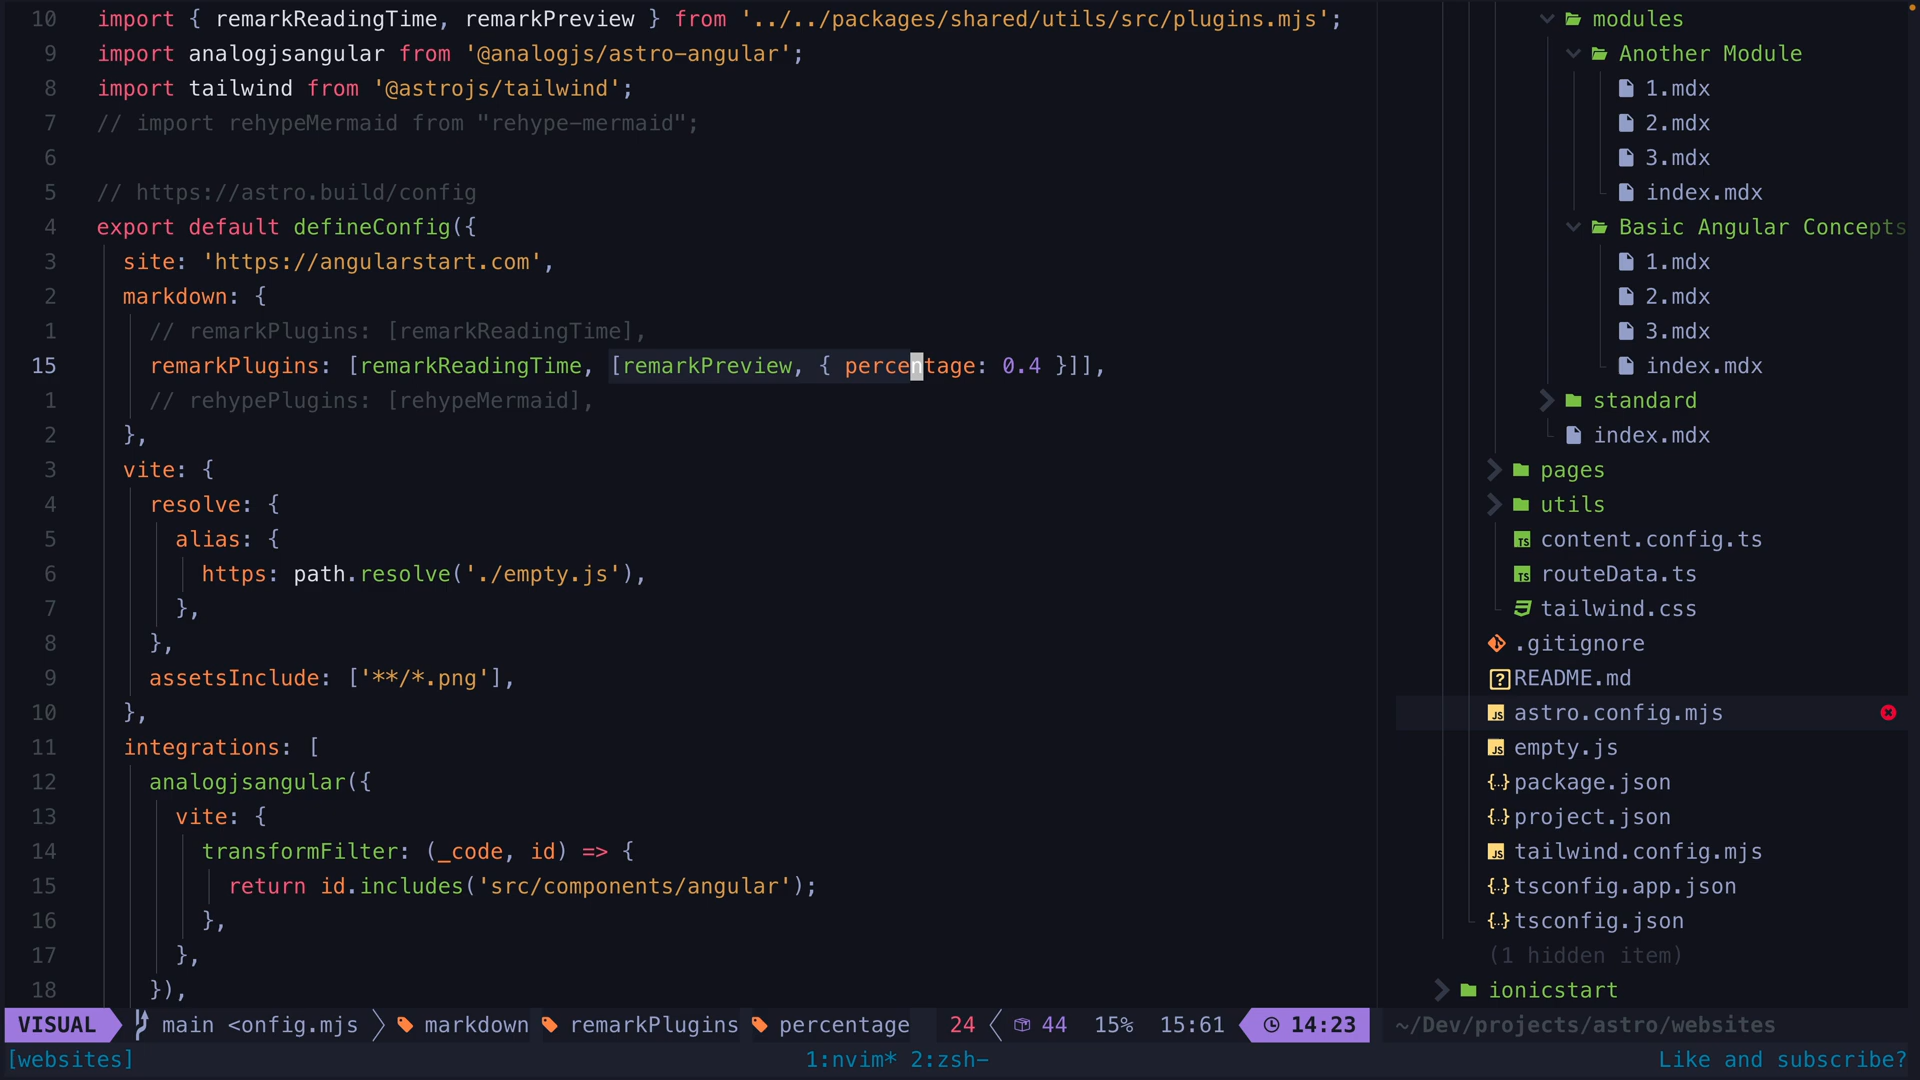 10 import { remarkReadingTime, remarkPreview } from '../../packages/shared/utils/src/plugins.mjs';
9 import analogjsangular from '@analogjs/astro-angular';
8 import tailwind from '@astrojs/tailwind';
7 // import rehypeMermaid from "rehype-mermaid";
6
5 // https://astro.build/config
4 export default defineConfig({
3 site: 'https://angularstart.com',
2 markdown: {
1 // remarkPlugins: [remarkReadingTime],
15 remarkPlugins: [remarkReadingTime, [remarkPreview, { percentage: 0.4 }]],
1 // rehypePlugins: [rehypeMermaid],
2 },
3 vite: {
4 resolve: {
5 alias: {
6 https: path.resolve('./empty.js'),
7 },
8 },
9 assetsInclude: ['**/*.png'],
10 },
11 integrations: [
12 analogjsangular({
13 vite: {
14 transformFilter: (_code, id) => {
15 return id.includes('src/components/angular');
16 },
17 },
18 }),
modules
Another Module
1.mdx
2.mdx
3.mdx
index.mdx
Basic Angular Concepts
1.mdx
2.mdx
3.mdx
index.mdx
standard
index.mdx
pages
utils
content.config.ts
routeData.ts
tailwind.css
.gitignore
README.md
astro.config.mjs
empty.js
package.json
project.json
tailwind.config.mjs
tsconfig.app.json
tsconfig.json
(1 hidden item)
ionicstart
VISUAL main <onfig.mjs markdown remarkPlugins percentage 24 44 15% 15:61 14:23 ~/Dev/projects/astro/websites
[websites] 1:nvim* 2:zsh- Like and subscribe?